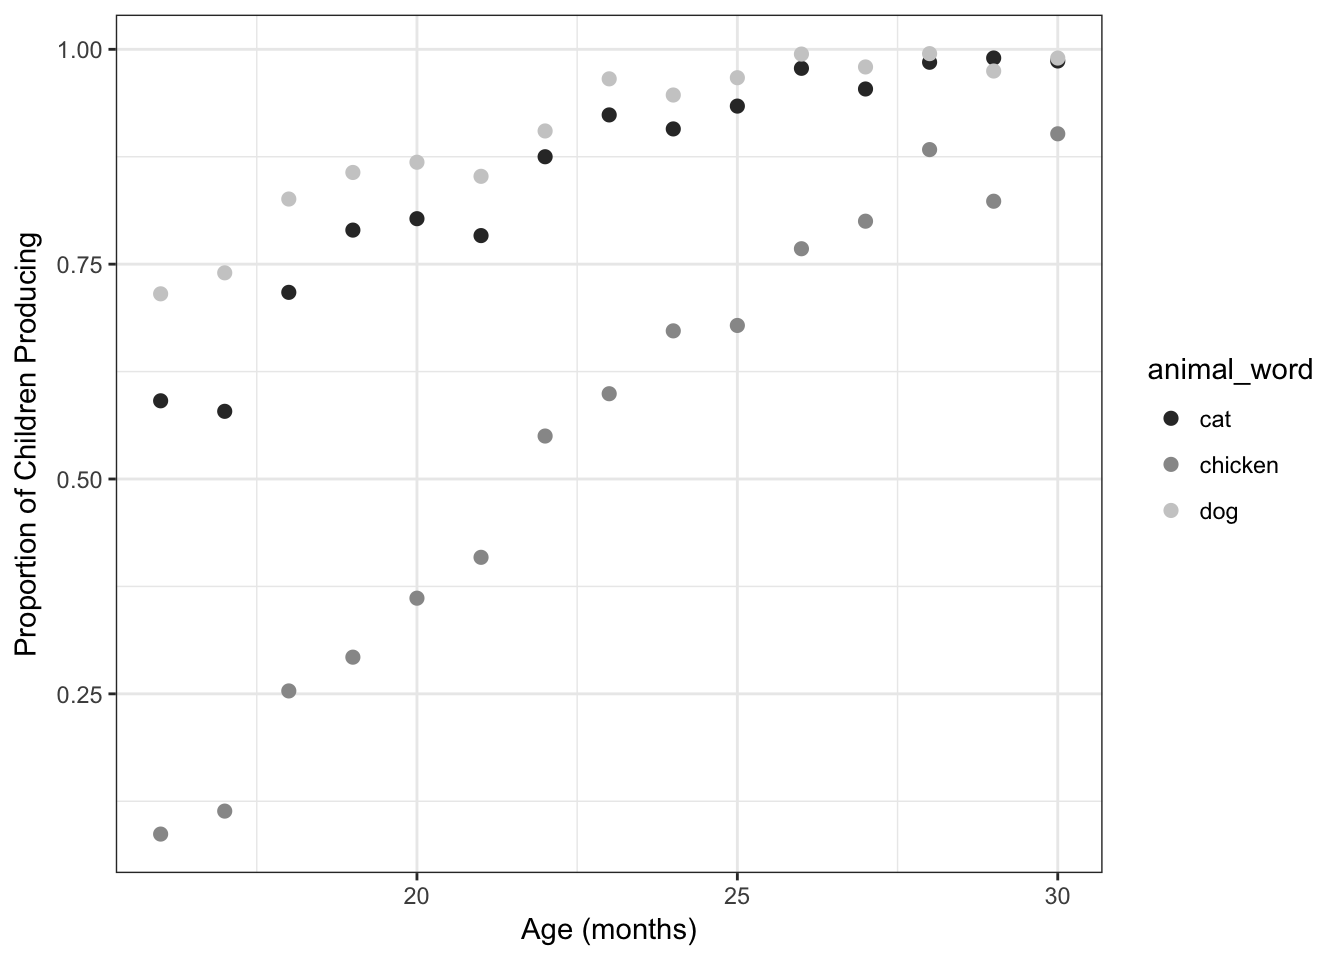 1.00
0.75
0.50
0.25
Proportion of Children Producing
20 25 30
Age (months)
animal_word
cat
chicken
dog